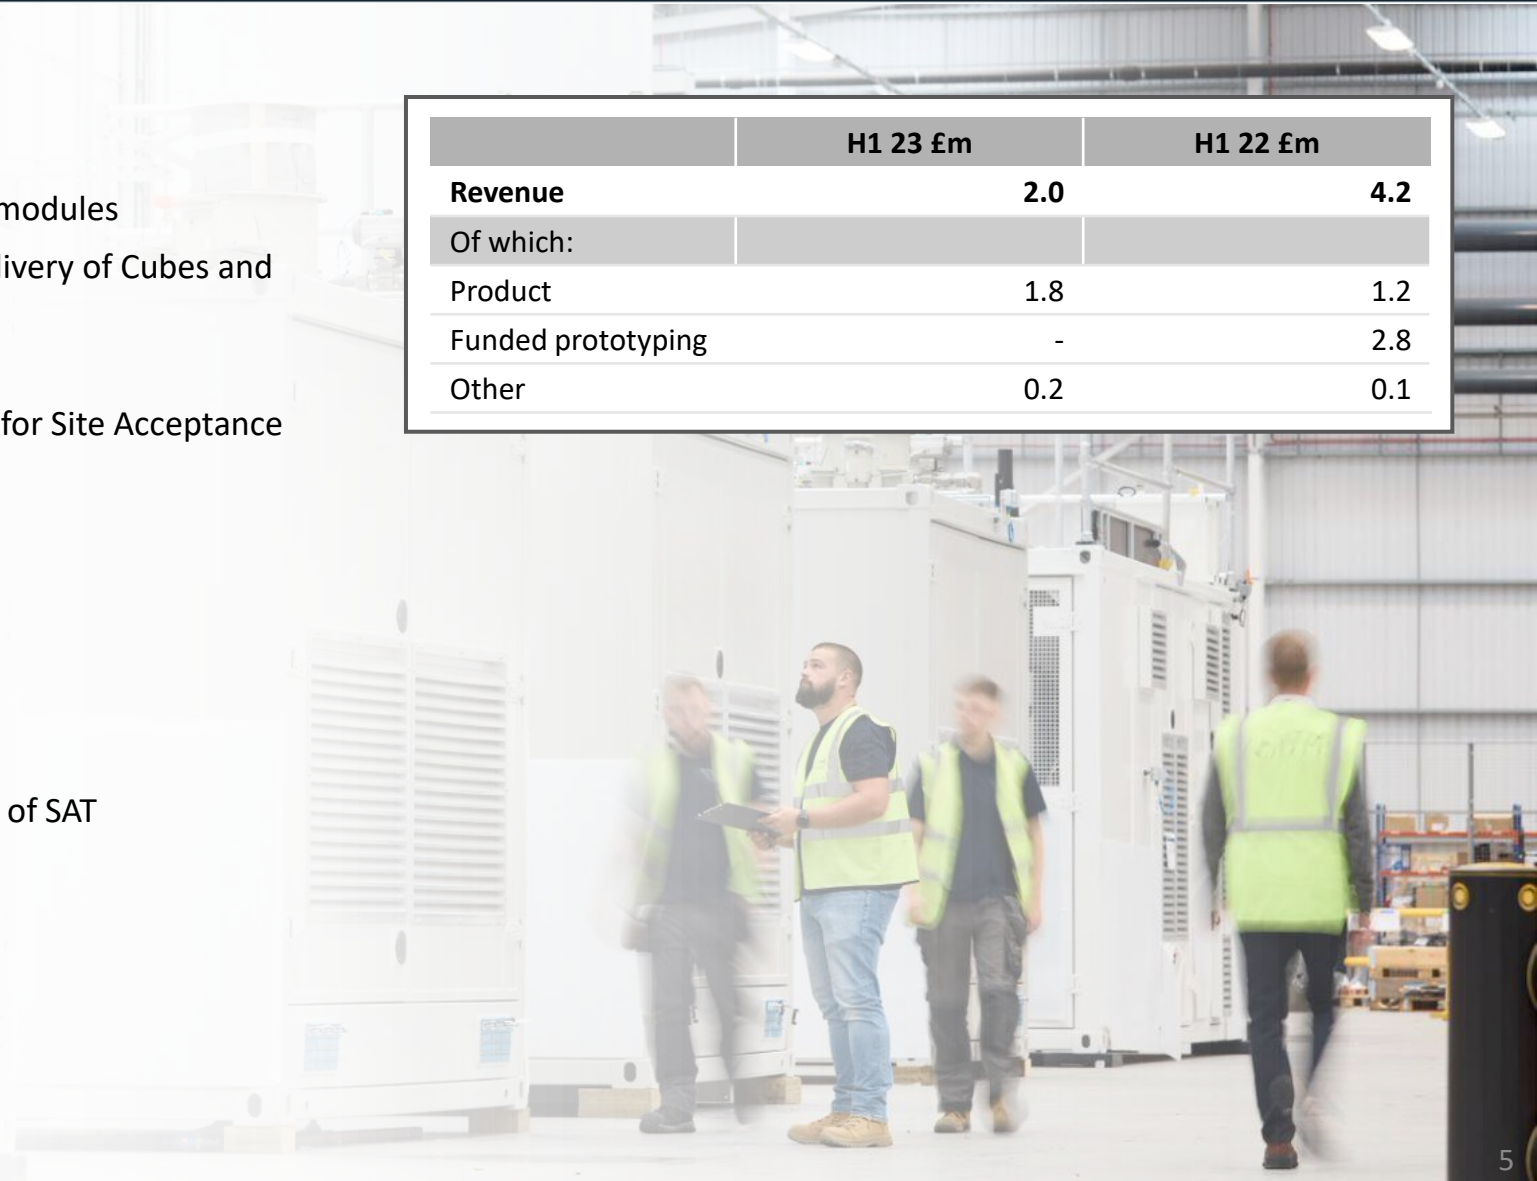 modules
livery of Cubes and
for Site Acceptance
of SAT
H1 23 £m H1 22 £m
Revenue 2.0 4.2
Of which:
Product 1.8 1.2
Funded prototyping - 2.8
Other 0.2 0.1
5